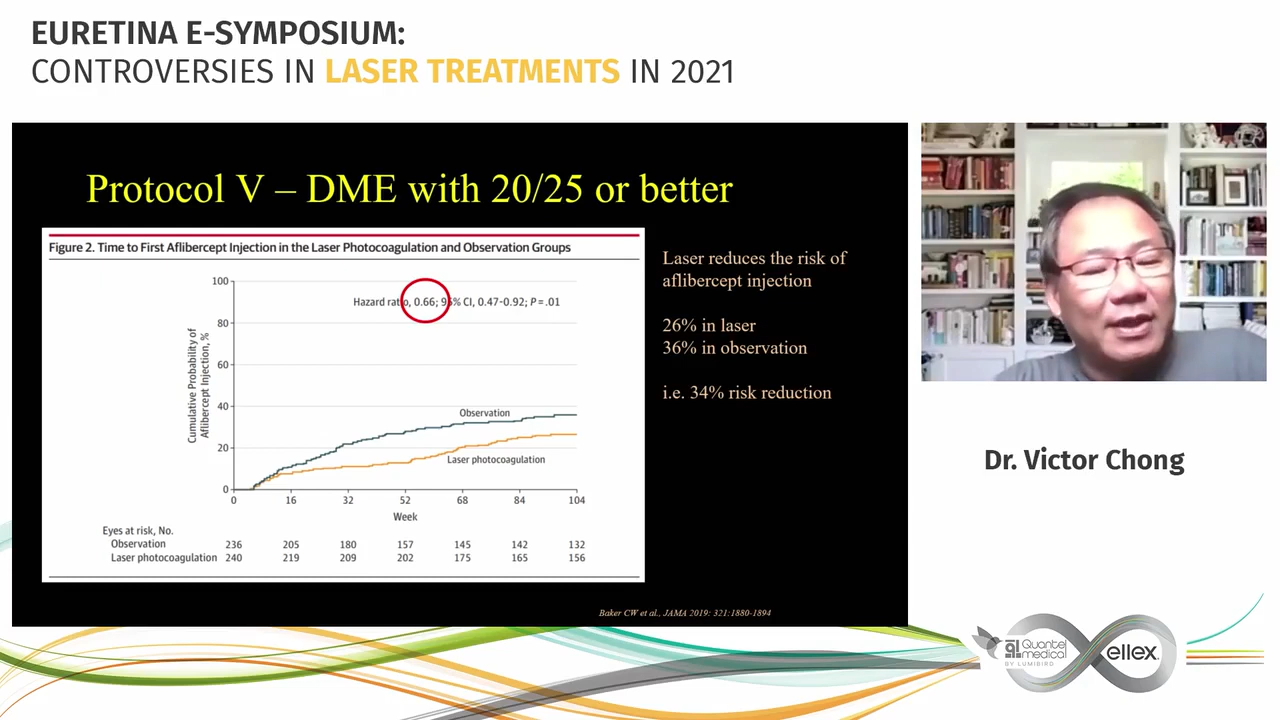 EURETINA E-SYMPOSIUM:
CONTROVERSIES IN LASER TREATMENTS IN 2021
Protocol V – DME with 20/25 or better
Figure 2. Time to First Aflibercept Injection in the Laser Photocoagulation and Observation Groups
Hazard ratio, 0.66; 95% CI, 0.47-0.92; P = .01
Cumulative Probability of
Aflibercept Injection, %
100
80
60
40
20
0
Observation
Laser photocoagulation
0 16 32 52 68 84 104
Week
Eyes at risk, No.
Observation 236 205 180 157 145 142 132
Laser photocoagulation 240 219 209 202 175 165 156
Laser reduces the risk of
aflibercept injection
26% in laser
36% in observation
i.e. 34% risk reduction
Baker CW et al., JAMA 2019: 321:1880-1894
Dr. Victor Chong
Quantel
medical
BY LUMIBIRD
ellex.